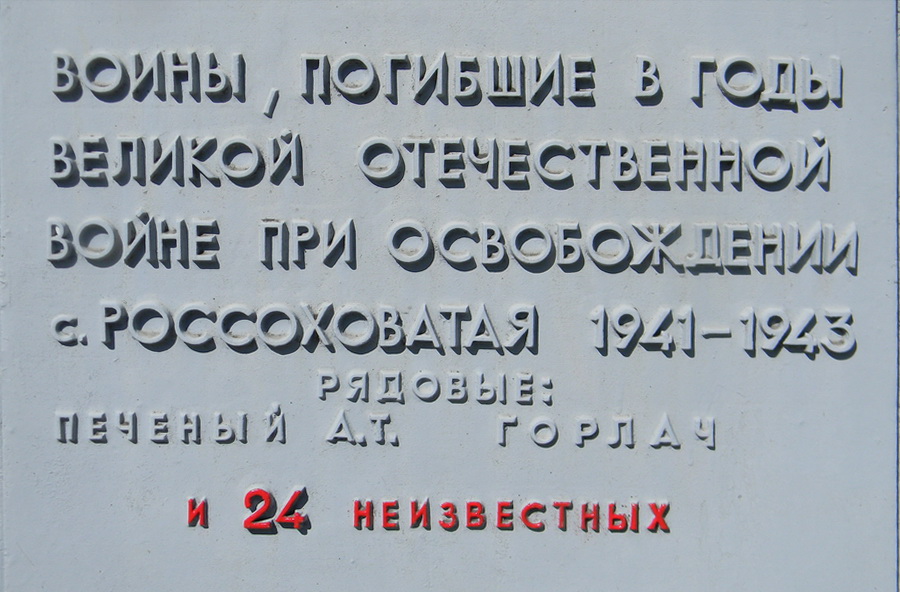 ВОИНЫ, ПОГИБШИЕ В ГОДЫ
ВЕЛИКОЙ ОТЕЧЕСТВЕННОЙ
ВОЙНЕ ПРИ ОСВОБОЖДЕНИИ
с. РОССОХОВАТАЯ 1941-1943
РЯДОВЫЕ:
ПЕЧЕНЫЙ А.Т. ГОРЛАЧ
И 24 НЕИЗВЕСТНЫХ